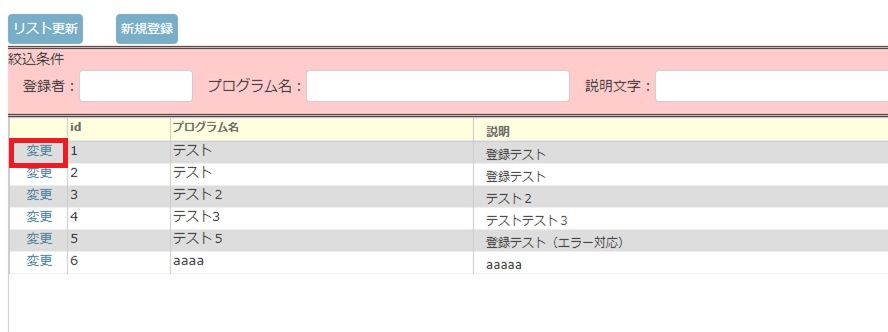 リスト更新 新規登録
絞込条件
登録者： プログラム名： 説明文字：
id プログラム名 説明
変更 1 テスト 登録テスト
変更 2 テスト 登録テスト
変更 3 テスト２ テスト２
変更 4 テスト3 テストテスト３
変更 5 テスト５ 登録テスト（エラー対応）
変更 6 aaaa aaaaa